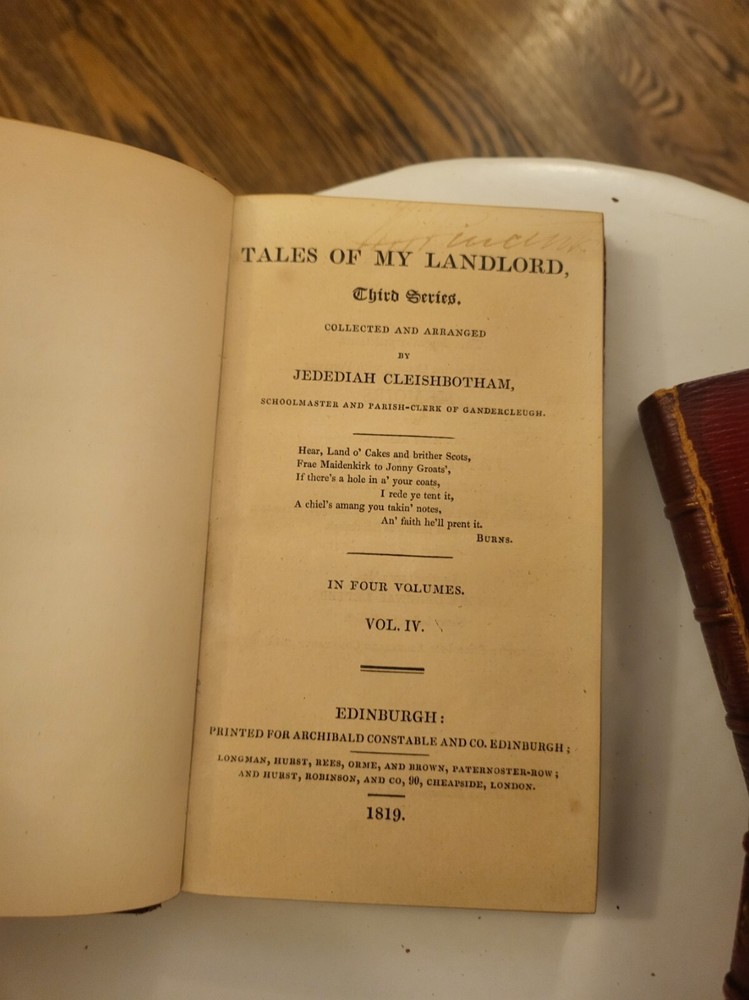 TALES OF MY LANDLORD,
Third Series.
COLLECTED AND ARRANGED
BY
JEDEDIAH CLEISHBOTHAM,
SCHOOLMASTER AND PARISH-CLERK OF GANDERCLEUGH.
Hear, Land o' Cakes and brither Scots,
Frae Maidenkirk to Jonny Groats',
If there's a hole in a' your coats,
I rede ye tent it,
A chiel's amang you takin' notes,
An' faith he'll prent it.
BURNS.
IN FOUR VOLUMES.
VOL. IV.
EDINBURGH:
PRINTED FOR ARCHIBALD CONSTABLE AND CO. EDINBURGH;
LONGMAN, HURST, REES, ORME, AND BROWN, PATERNOSTER-ROW;
AND HURST, ROBINSON, AND CO, 90, CHEAPSIDE, LONDON.
1819.